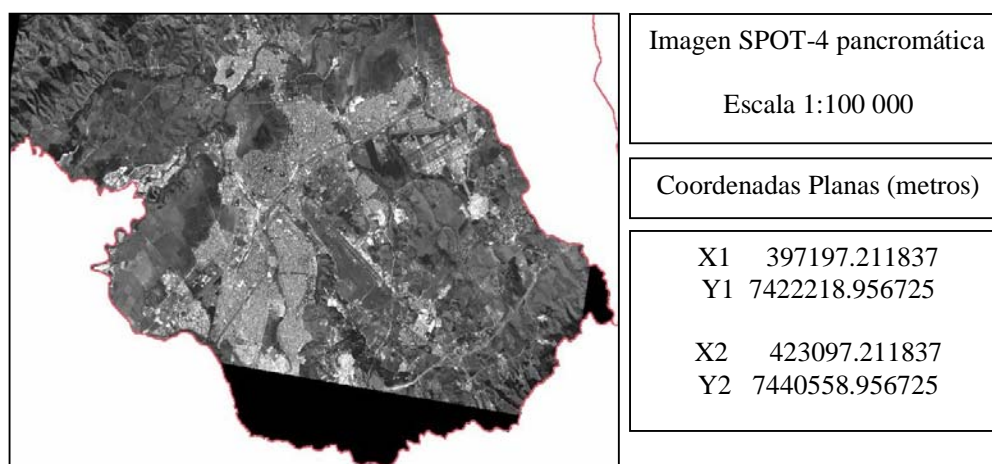 Imagen SPOT-4 pancromática
Escala 1:100 000
Coordenadas Planas (metros)
X1 397197.211837
Y1 7422218.956725
X2 423097.211837
Y2 7440558.956725